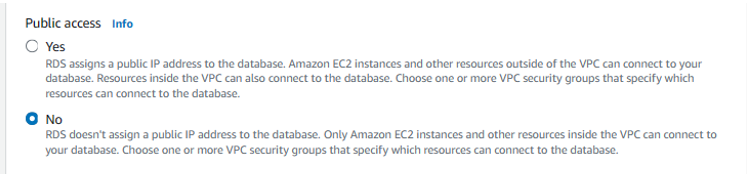 Public access Info
Yes
RDS assigns a public IP address to the database. Amazon EC2 instances and other resources outside of the VPC can connect to your
database. Resources inside the VPC can also connect to the database. Choose one or more VPC security groups that specify which
resources can connect to the database.
No
RDS doesn't assign a public IP address to the database. Only Amazon EC2 instances and other resources inside the VPC can connect to
your database. Choose one or more VPC security groups that specify which resources can connect to the database.